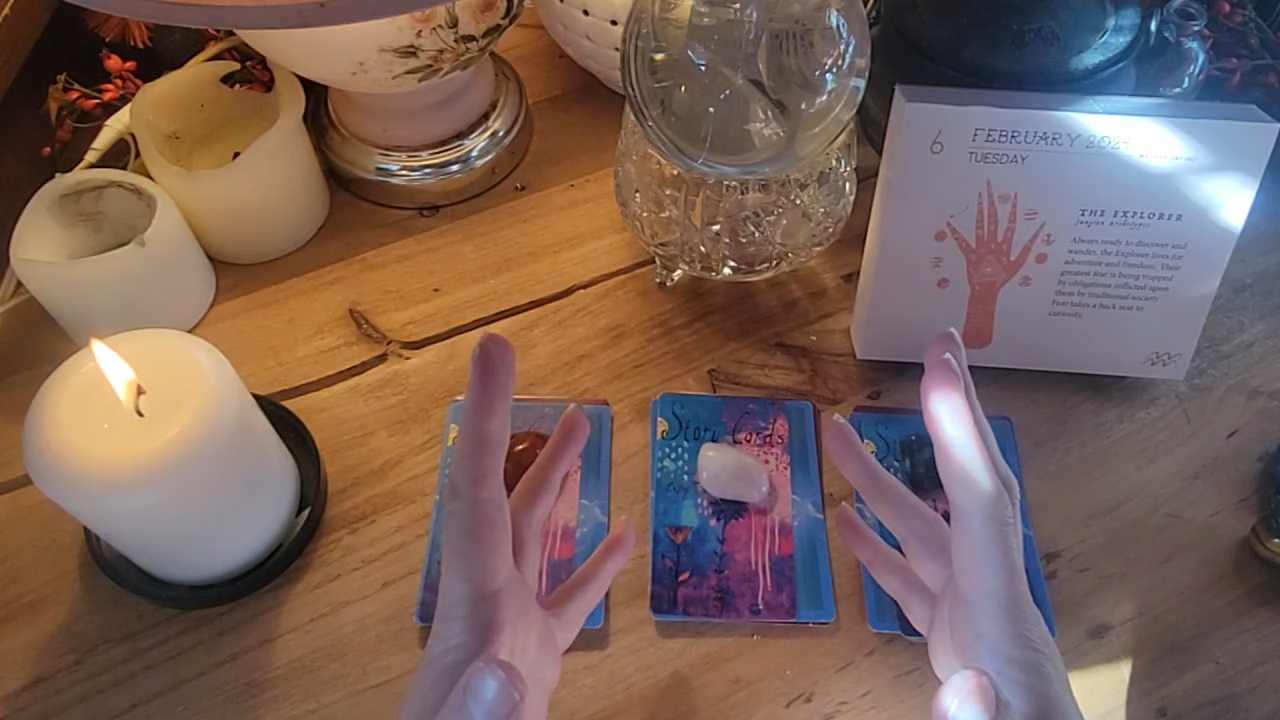 6
FEBRUARY
TUESDAY
THE EXPLORER
Jungian Archetypes
Always ready to discover and
wander, the Explorer lives for
adventure and freedom. Their
greatest fear is being trapped
by obligations inflicted upon
them by traditional society.
Fear takes a back seat to
curiosity.
Story Cards